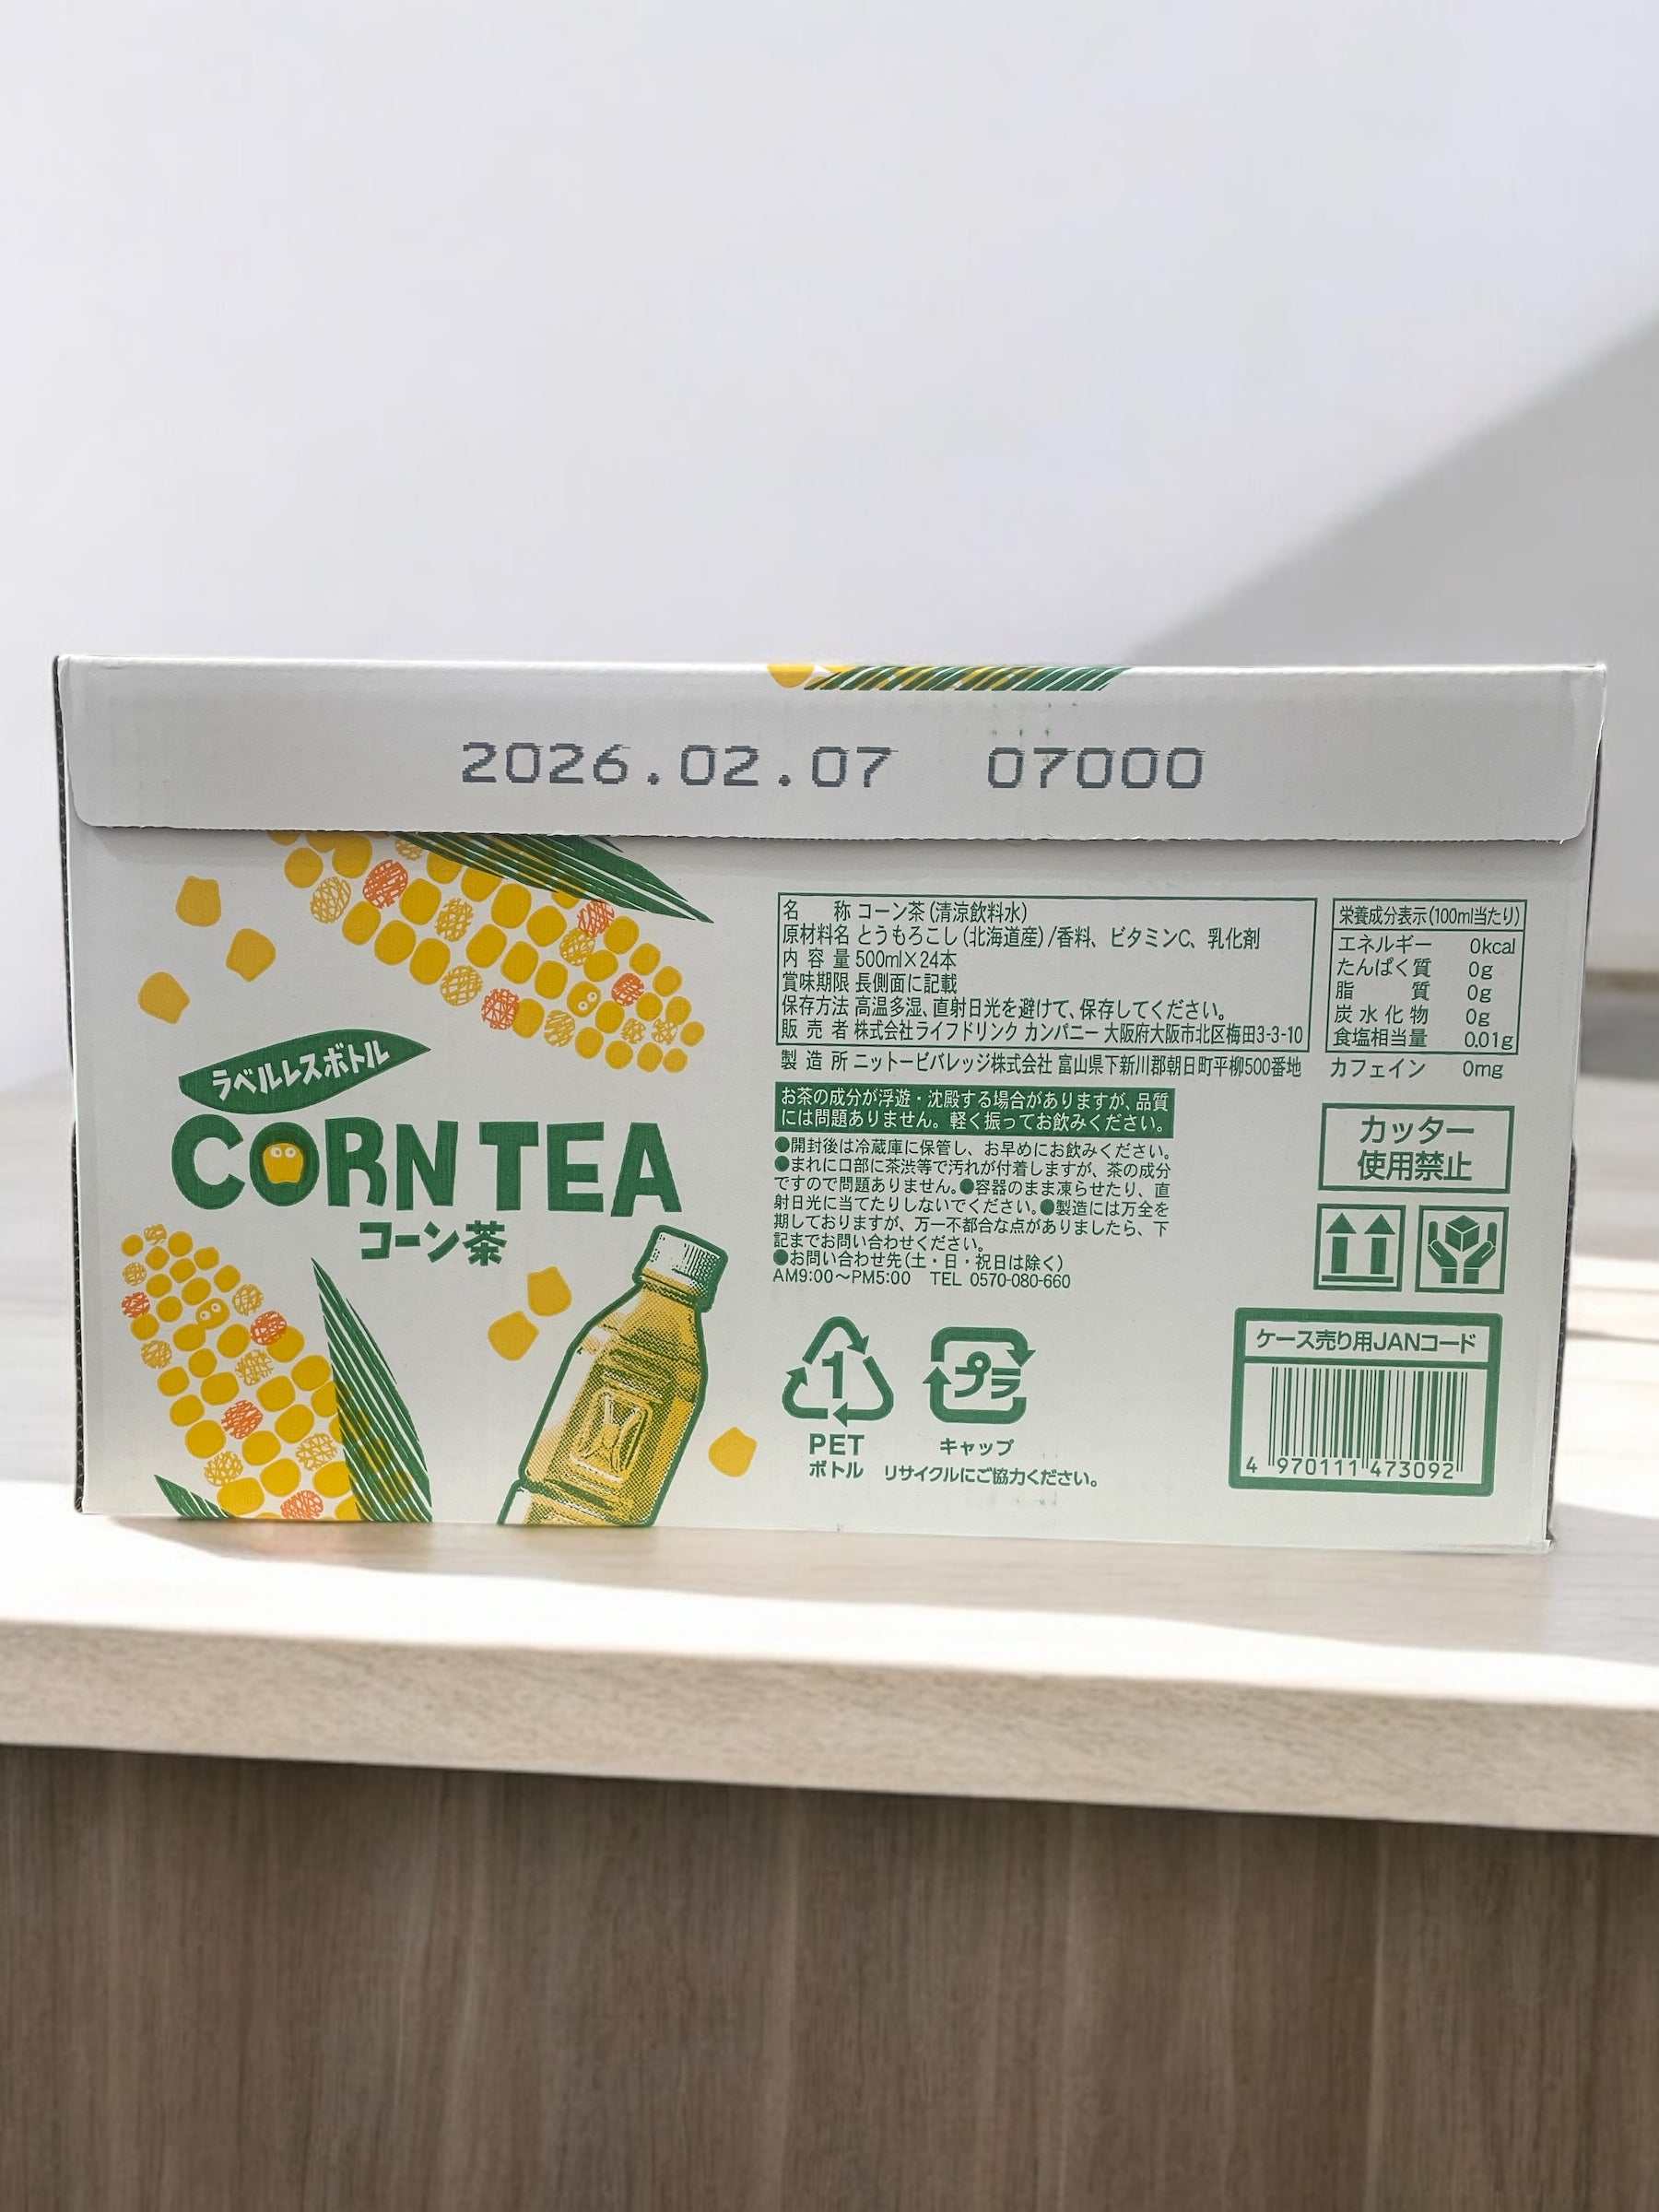 2026.02.07 07000
ラベルレスボトル
CORN TEA
コーン茶
名 称 コーン茶(清涼飲料水)
原材料名 とうもろこし(北海道産)/香料、ビタミンC、乳化剤
内容量 500ml×24本
賞味期限 長側面に記載
保存方法 高温多湿、直射日光を避けて、保存してください。
販売者 株式会社ライフドリンク カンパニー 大阪府大阪市北区梅田3-3-10
製造所 ニットービバレッジ株式会社 富山県下新川郡朝日町平柳500番地
お茶の成分が浮遊・沈殿する場合がありますが、品質
には問題ありません。軽く振ってお飲みください。
●開封後は冷蔵庫に保管し、お早めにお飲みください。
●まれに口部に茶渋等で汚れが付着しますが、茶の成分
ですので問題ありません。●容器のまま凍らせたり、直
射日光に当てたりしないでください。●製造には万全を
期しておりますが、万一不都合な点がありましたら、下
記までお問い合わせください。
●お問い合わせ先(土・日・祝日は除く)
AM9:00〜PM5:00 TEL 0570-080-660
1
PET
ボトル
プラ
キャップ
リサイクルにご協力ください。
栄養成分表示(100ml当たり)
エネルギー 0kcal
たんぱく質 0g
脂質 0g
炭水化物 0g
食塩相当量 0.01g
カフェイン 0mg
カッター
使用禁止
ケース売り用JANコード
4 970111 473092